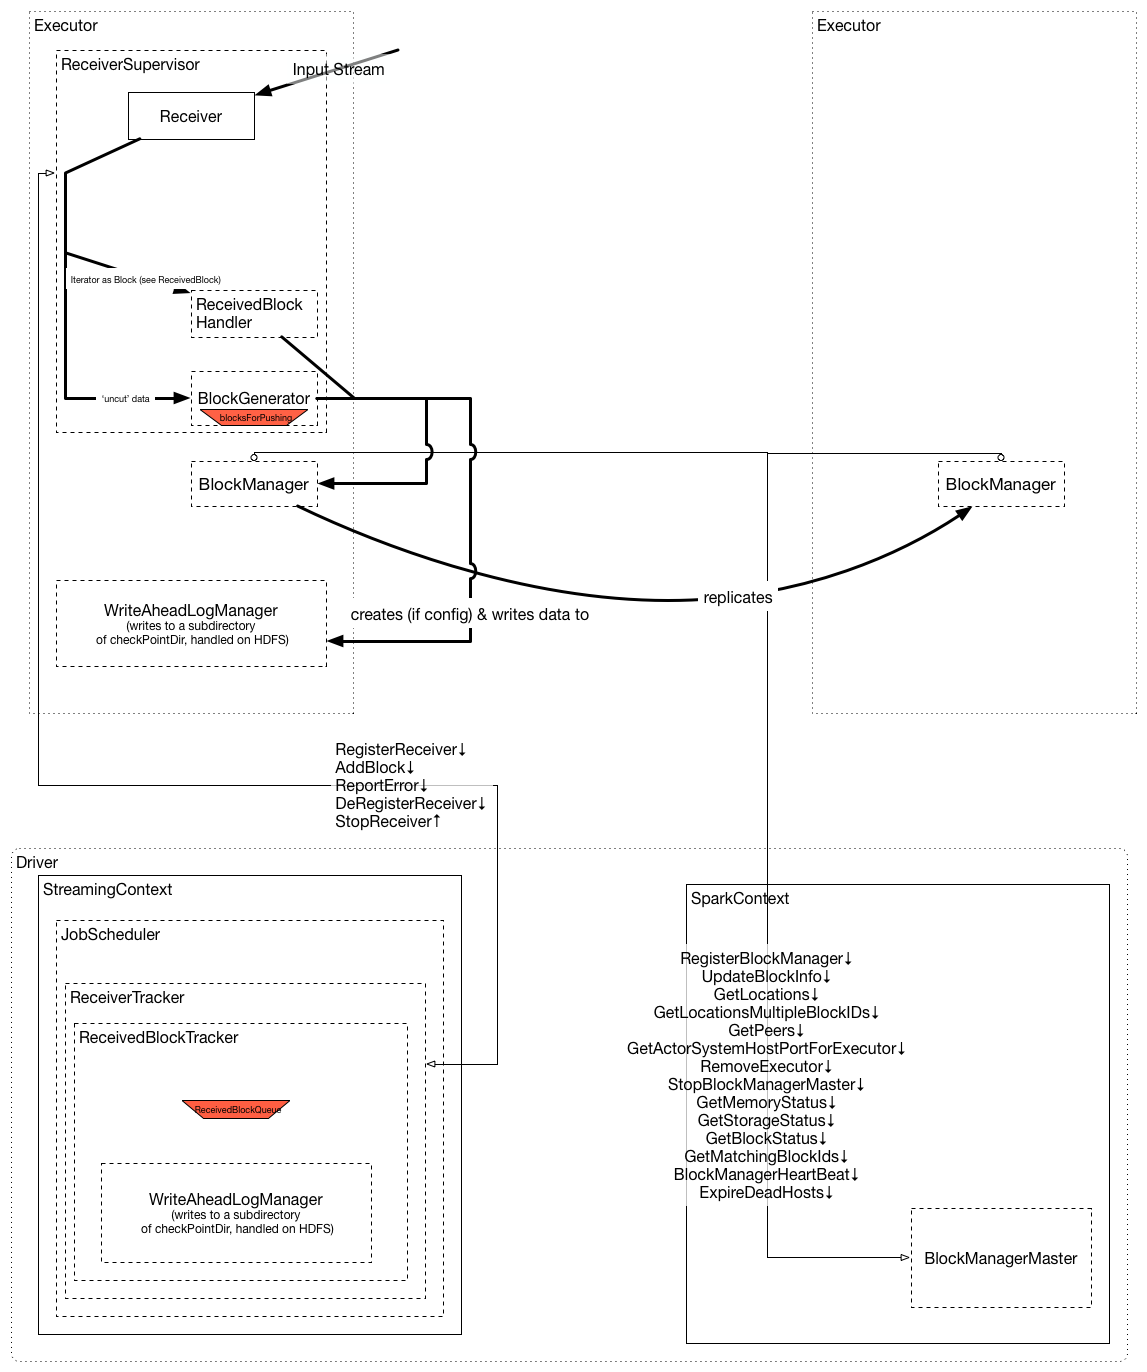 Executor
ReceiverSupervisor
Input Stream
Receiver
Iterator as Block (see ReceivedBlock)
ReceivedBlock
Handler
'uncut' data
BlockGenerator
blocksForPushing
BlockManager
WriteAheadLogManager
(writes to a subdirectory
of checkPointDir, handled on HDFS)
creates (if config) & writes data to
replicates
Executor
BlockManager
RegisterReceiver↓
AddBlock↓
ReportError↓
DeRegisterReceiver↓
StopReceiver↑
Driver
StreamingContext
JobScheduler
ReceiverTracker
ReceivedBlockTracker
ReceivedBlockQueue
WriteAheadLogManager
(writes to a subdirectory
of checkPointDir, handled on HDFS)
SparkContext
RegisterBlockManager↓
UpdateBlockInfo↓
GetLocations↓
GetLocationsMultipleBlockIDs↓
GetPeers↓
GetActorSystemHostPortForExecutor↓
RemoveExecutor↓
StopBlockManagerMaster↓
GetMemoryStatus↓
GetStorageStatus↓
GetBlockStatus↓
GetMatchingBlockIds↓
BlockManagerHeartBeat↓
ExpireDeadHosts↓
BlockManagerMaster